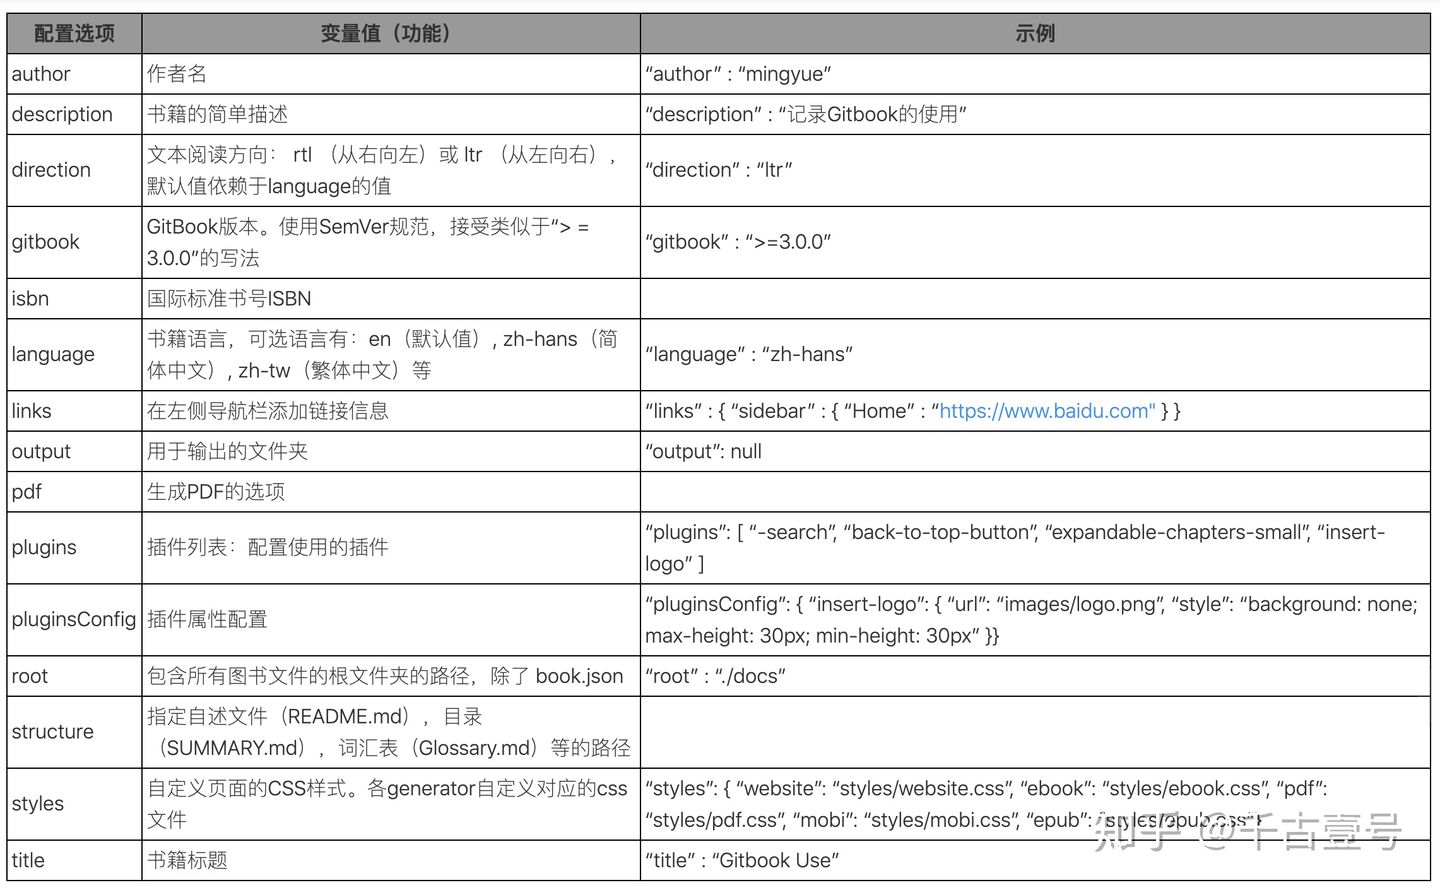 配置选项 变量值（功能） 示例
author 作者名 “author” : “mingyue”
description 书籍的简单描述 “description” : “记录Gitbook的使用”
文本阅读方向： rtl （从右向左）或 ltr （从左向右），
direction “direction” : “ltr”
默认值依赖于language的值
GitBook版本。使用SemVer规范，接受类似于“> =
gitbook “gitbook” : “>=3.0.0”
3.0.0”的写法
isbn 国际标准书号ISBN
书籍语言，可选语言有：en（默认值）, zh-hans（简
language “language” : “zh-hans”
体中文）, zh-tw（繁体中文）等
links 在左侧导航栏添加链接信息 “links” : { “sidebar” : { “Home” : “https://www.baidu.com" } }
output 用于输出的文件夹 “output”: null
pdf 生成PDF的选项
“plugins”: [ “-search”, “back-to-top-button”, “expandable-chapters-small”, “insert-
plugins 插件列表：配置使用的插件
logo” ]
“pluginsConfig”: { “insert-logo”: { “url”: “images/logo.png”, “style”: “background: none;
pluginsConfig 插件属性配置
max-height: 30px; min-height: 30px” }}
root 包含所有图书文件的根文件夹的路径，除了 book.json “root” : “./docs”
指定自述文件（README.md），目录
structure
（SUMMARY.md），词汇表（Glossary.md）等的路径
自定义页面的CSS样式。各generator自定义对应的css “styles”: { “website”: “styles/website.css”, “ebook”: “styles/ebook.css”, “pdf”:
styles
文件 “styles/pdf.css”, “mobi”: “styles/mobi.css”, “epub”: “styles/epub.css“}
知乎 @千古壹号
title 书籍标题 “title” : “Gitbook Use”